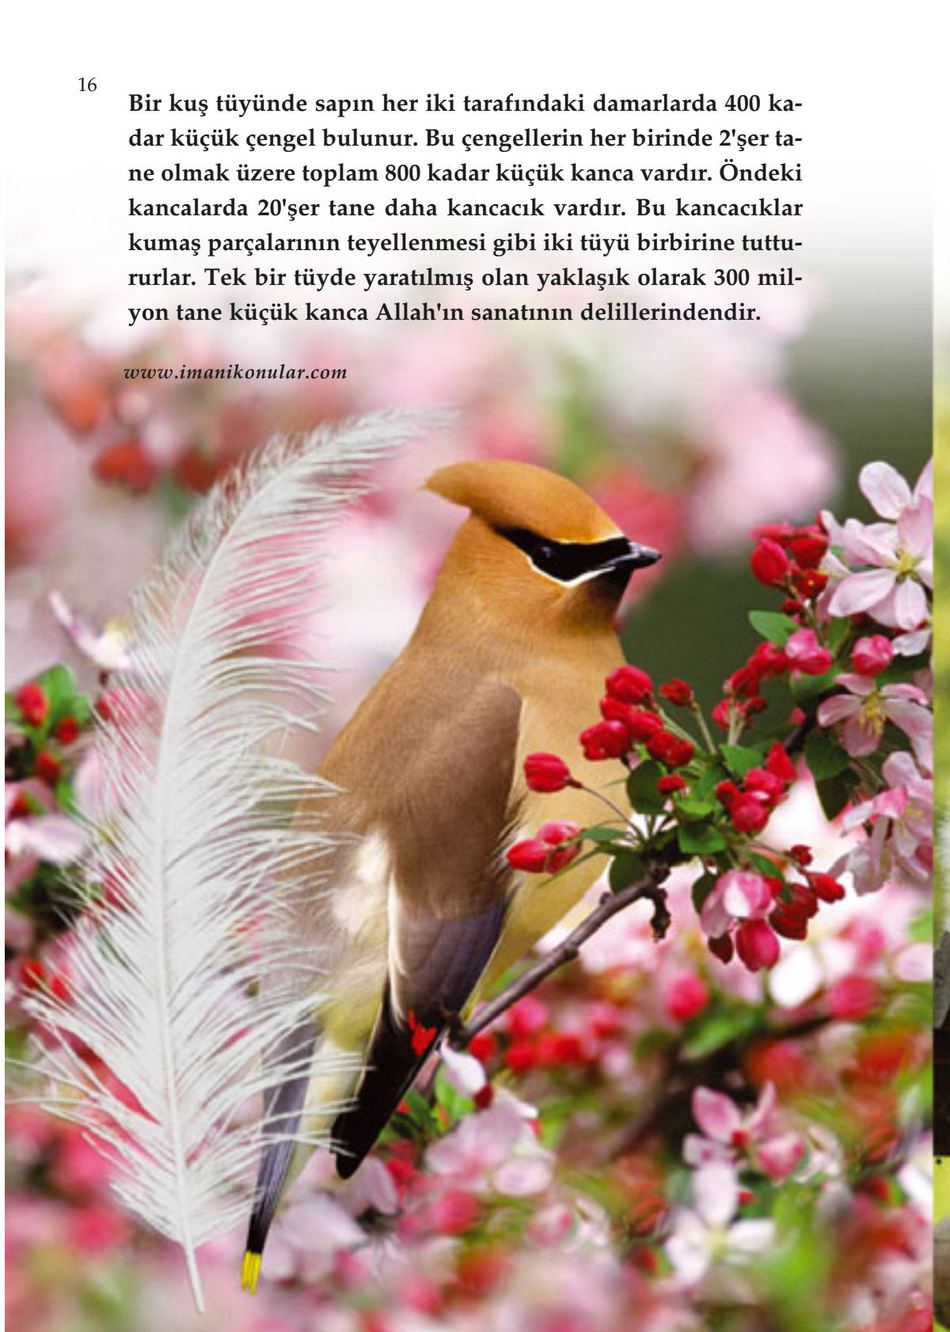 16
Bir kuş tüyünde sapın her iki tarafındaki damarlarda 400 ka-
dar küçük çengel bulunur. Bu çengellerin her birinde 2'şer ta-
ne olmak üzere toplam 800 kadar küçük kanca vardır. Öndeki
kancalarda 20'şer tane daha kancacık vardır. Bu kancacıklar
kumaş parçalarının teyellenmesi gibi iki tüyü birbirine tuttu-
rurlar. Tek bir tüyde yaratılmış olan yaklaşık olarak 300 mil-
yon tane küçük kanca Allah'ın sanatının delillerindendir.
www.imanikonular.com